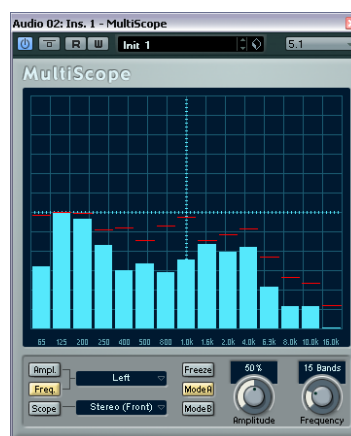 Audio 02: Ins. 1 - MultiScope
R W Init 1 5.1
MultiScope
65 125 200 250 400 500 800 1.0k 1.6k 2.0k 4.0k 6.3k 8.0k 10.0k 16.0k
Ampl.
Freq.
Scope
Left
Stereo (Front)
Freeze
ModeA
ModeB
50 %
Amplitude
15 Bands
Frequency